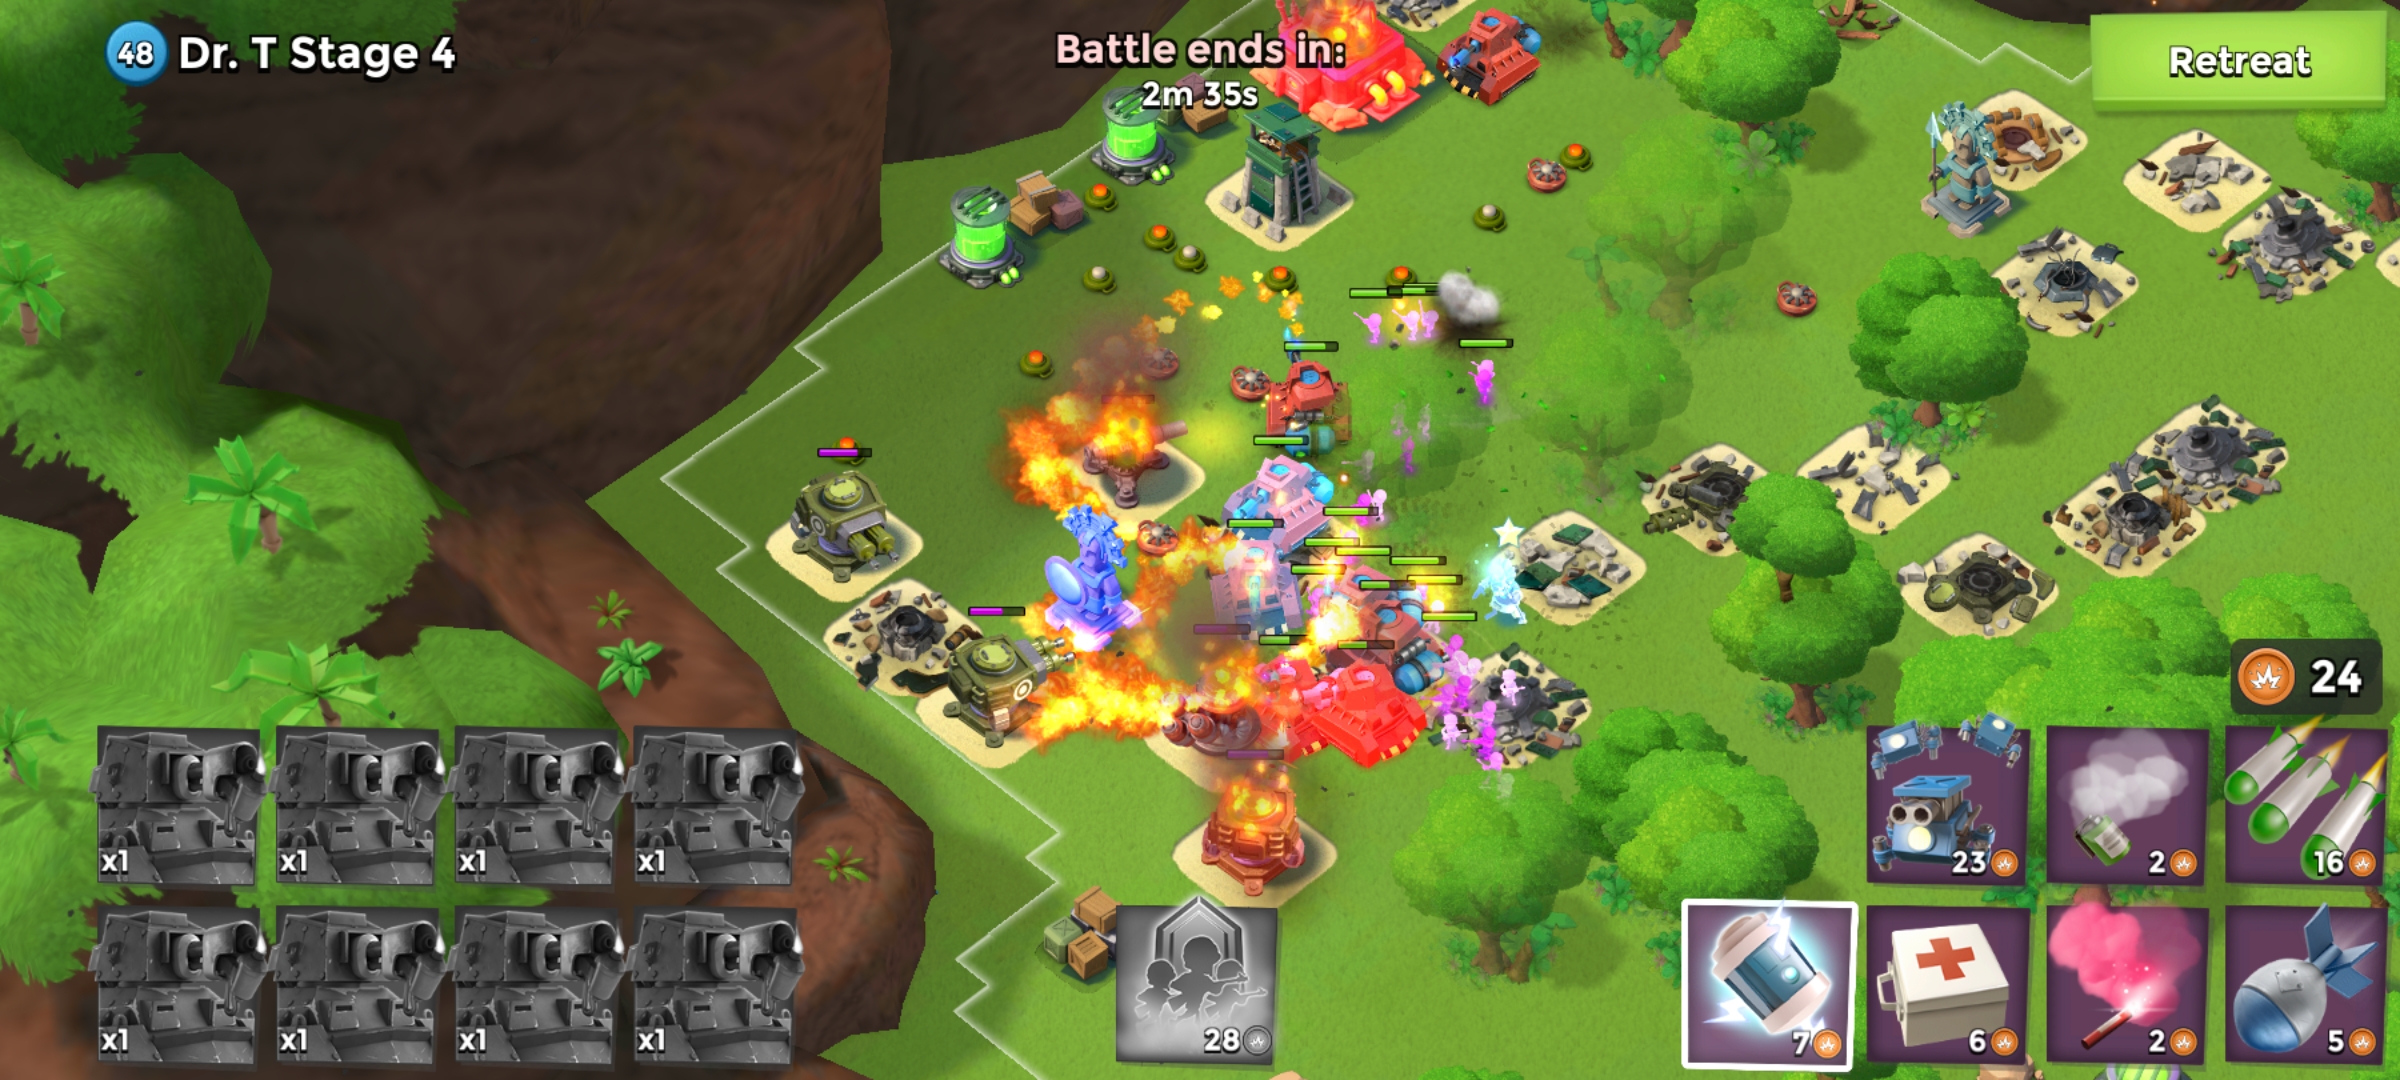 48 Dr. T Stage 4
Battle ends in:
2m 35s
Retreat
24
x1 x1 x1 x1
23 2 16
x1 x1 x1 x1
28 7 6 2 5